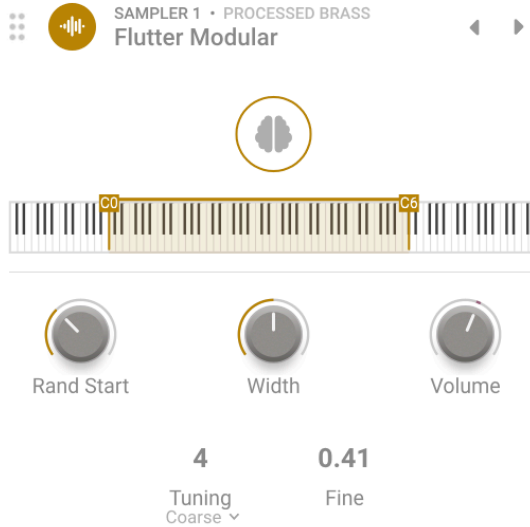 SAMPLER 1 • PROCESSED BRASS
Flutter Modular
C0 C6
Rand Start Width Volume
4 0.41
Tuning Fine
Coarse